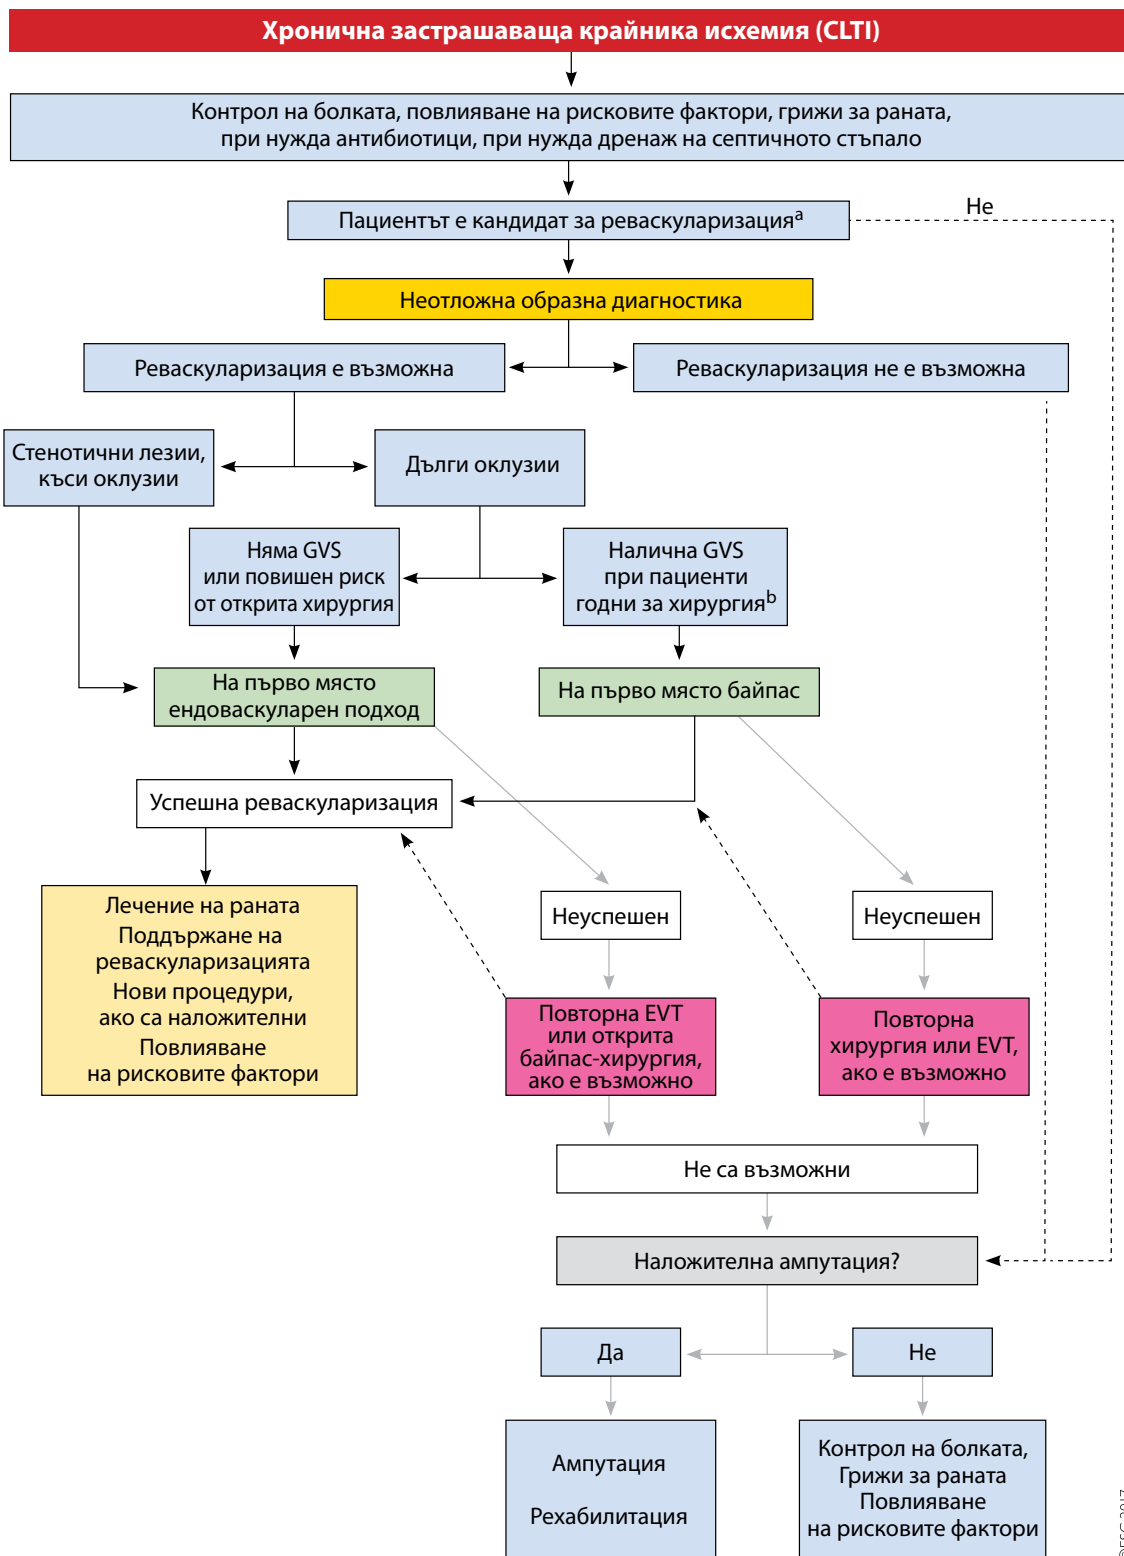 Хронична застрашаваща крайника исхемия (CLTI)
Контрол на болката, повлияване на рисковите фактори, грижи за раната,
при нужда антибиотици, при нужда дренаж на септичното стъпало
Пациентът е кандидат за реваскуларизация^a
Не
Неотложна образна диагностика
Реваскуларизация е възможна
Реваскуларизация не е възможна
Стенотични лезии,
къси оклузии
Дълги оклузии
Няма GVS
или повишен риск
от открита хирургия
Налична GVS
при пациенти
годни за хирургия^b
На първо място
ендоваскуларен подход
На първо място байпас
Успешна реваскуларизация
Лечение на раната
Поддържане на
реваскуларизацията
Нови процедури,
ако са наложителни
Повлияване
на рисковите фактори
Неуспешен
Неуспешен
Повторна EVT
или открита
байпас-хирургия,
ако е възможно
Повторна
хирургия или EVT,
ако е възможно
Не са възможни
Наложителна ампутация?
Да
Не
Ампутация
Рехабилитация
Контрол на болката,
Грижи за раната
Повлияване
на рисковите фактори
©ESC 2017